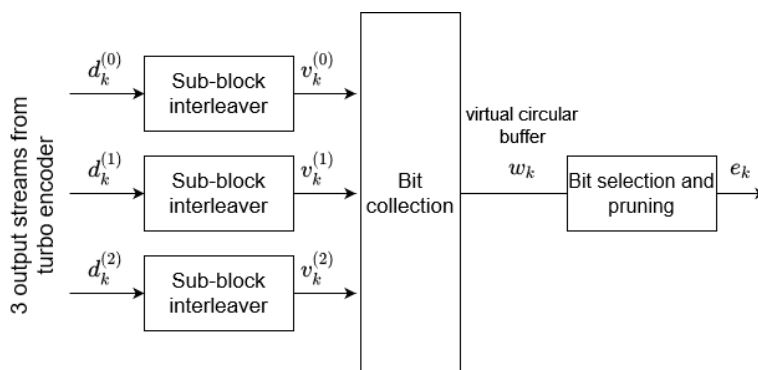 3 output streams from
turbo encoder
d_k^{(0)}
Sub-block
interleaver
v_k^{(0)}
d_k^{(1)}
Sub-block
interleaver
v_k^{(1)}
d_k^{(2)}
Sub-block
interleaver
v_k^{(2)}
Bit
collection
virtual circular
buffer
w_k
Bit selection and
pruning
e_k